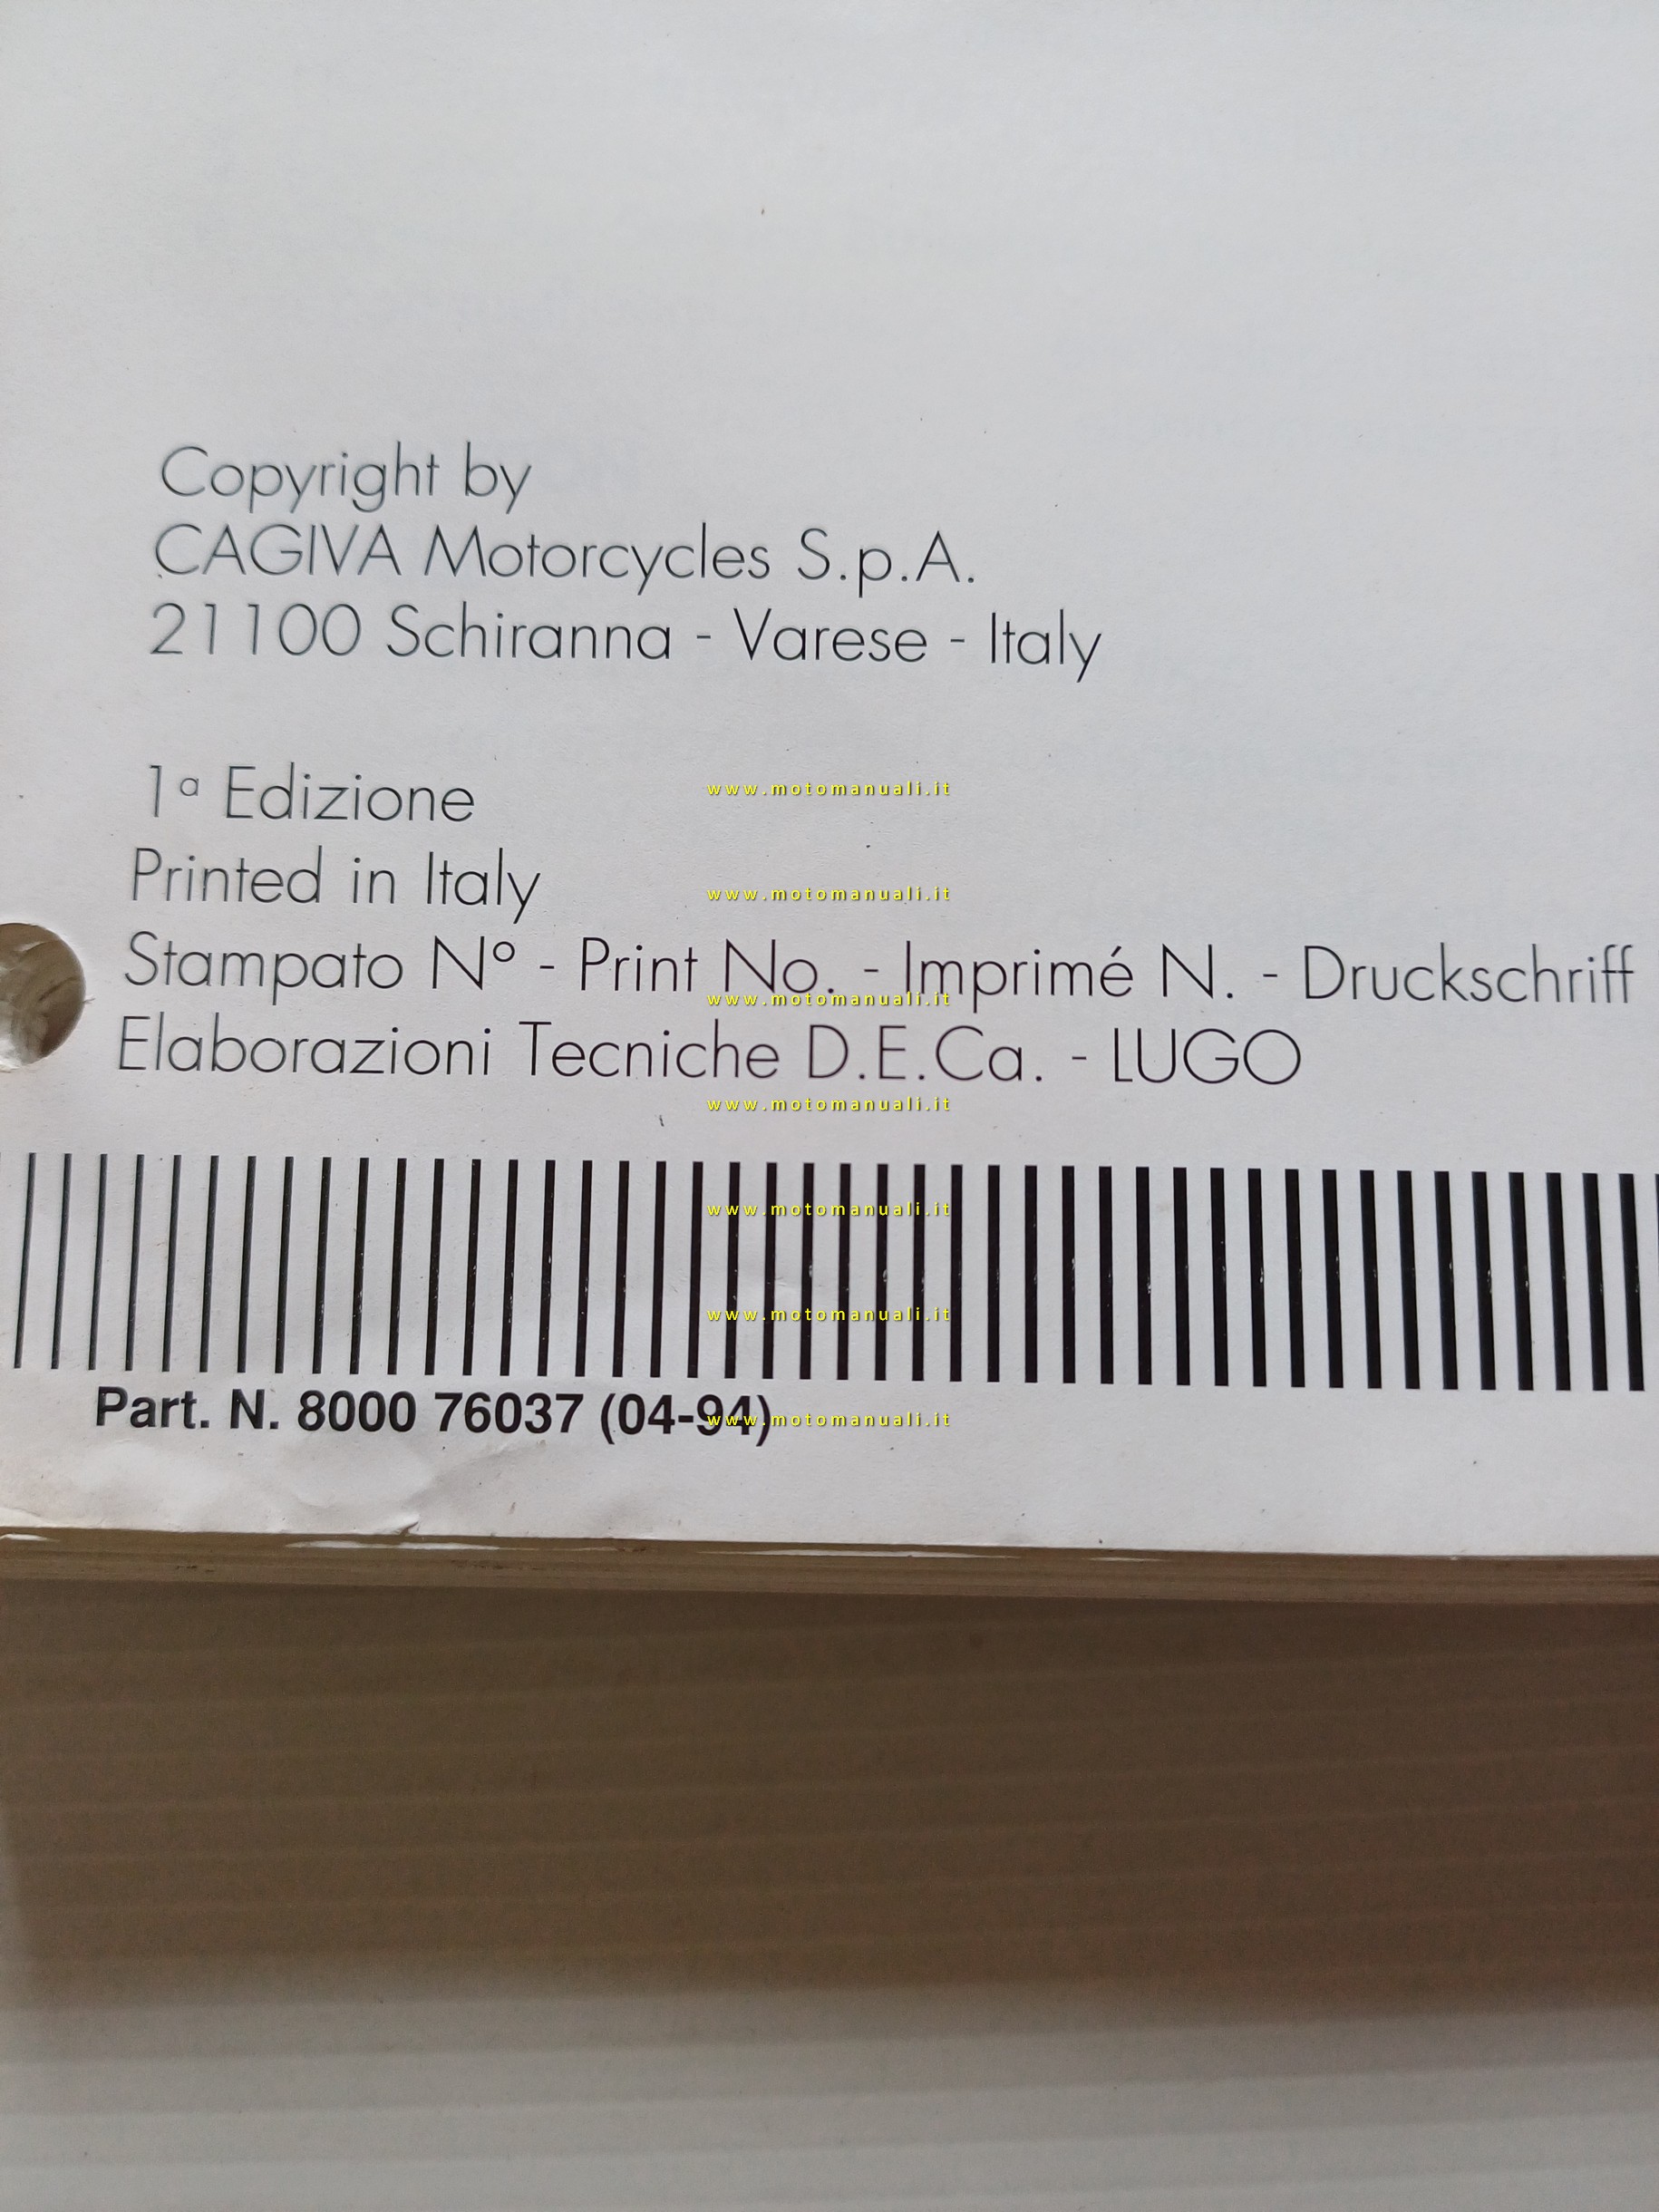 Copyright by
CAGIVA Motorcycles S.p.A.
21100 Schiranna - Varese - Italy
1ª Edizione
www.motomanuali.it
Printed in Italy
www.motomanuali.it
Stampato N° - Print No. - Imprimé N. - Druckschriff
www.motomanuali.it
Elaborazioni Tecniche D.E.Ca. - LUGO
www.motomanuali.it
www.motomanuali.it
www.motomanuali.it
Part. N. 8000 76037 (04-94)
www.motomanuali.it